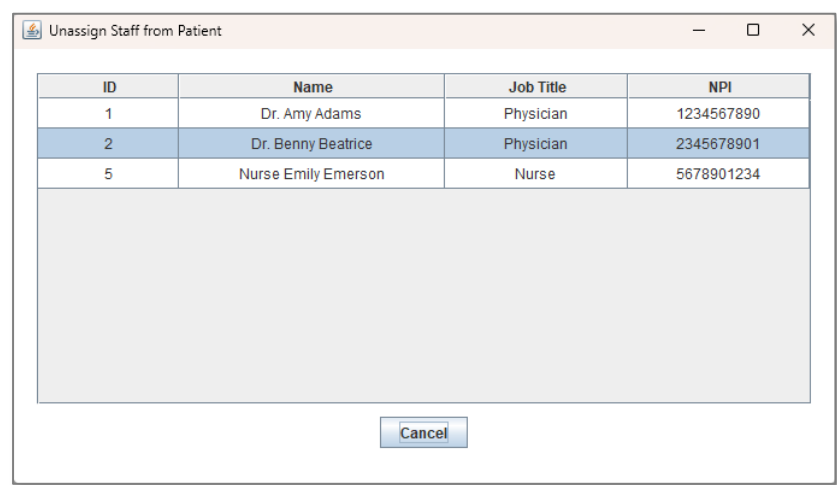 Unassign Staff from Patient
ID Name Job Title NPI
1 Dr. Amy Adams Physician 1234567890
2 Dr. Benny Beatrice Physician 2345678901
5 Nurse Emily Emerson Nurse 5678901234
Cancel